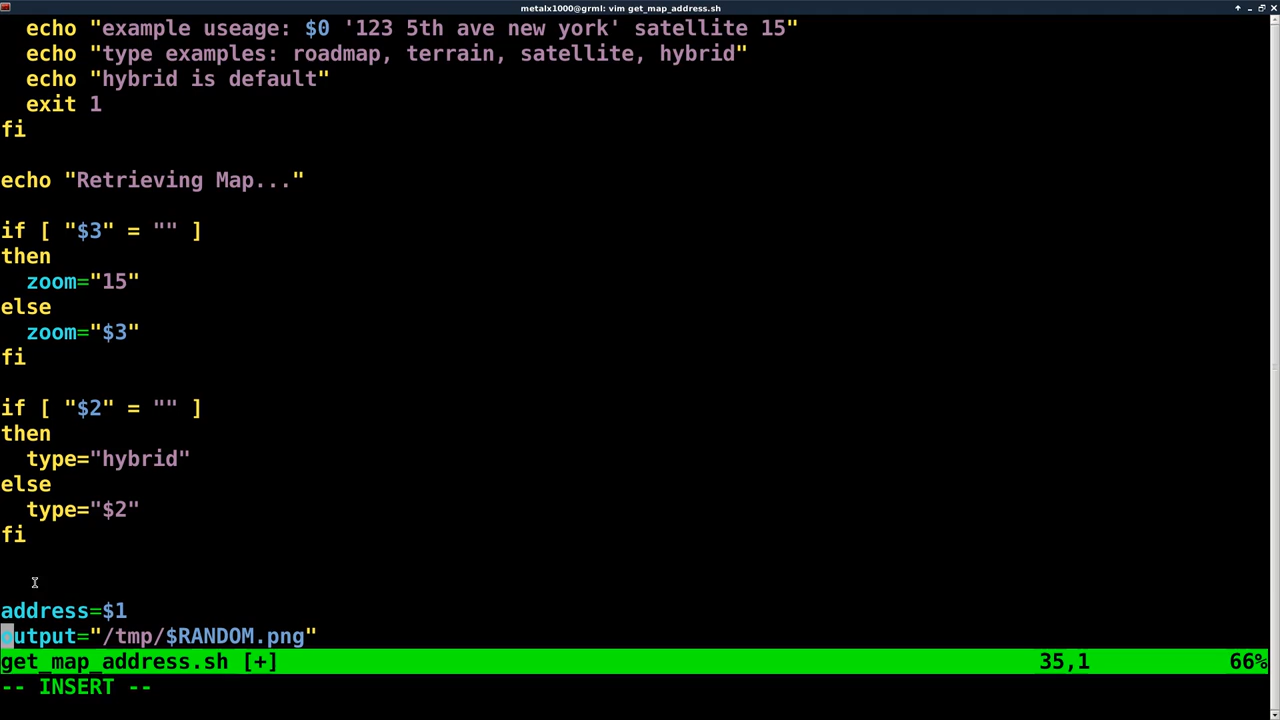 metalx1000@grml: vim get_map_address.sh
  echo "example useage: $0 '123 5th ave new york' satellite 15"
  echo "type examples: roadmap, terrain, satellite, hybrid"
  echo "hybrid is default"
  exit 1
fi
echo "Retrieving Map..."
if [ "$3" = "" ]
then
  zoom="15"
else
  zoom="$3"
fi
if [ "$2" = "" ]
then
  type="hybrid"
else
  type="$2"
fi
address=$1
output="/tmp/$RANDOM.png"
get_map_address.sh [+] 35,1 66%
-- INSERT --